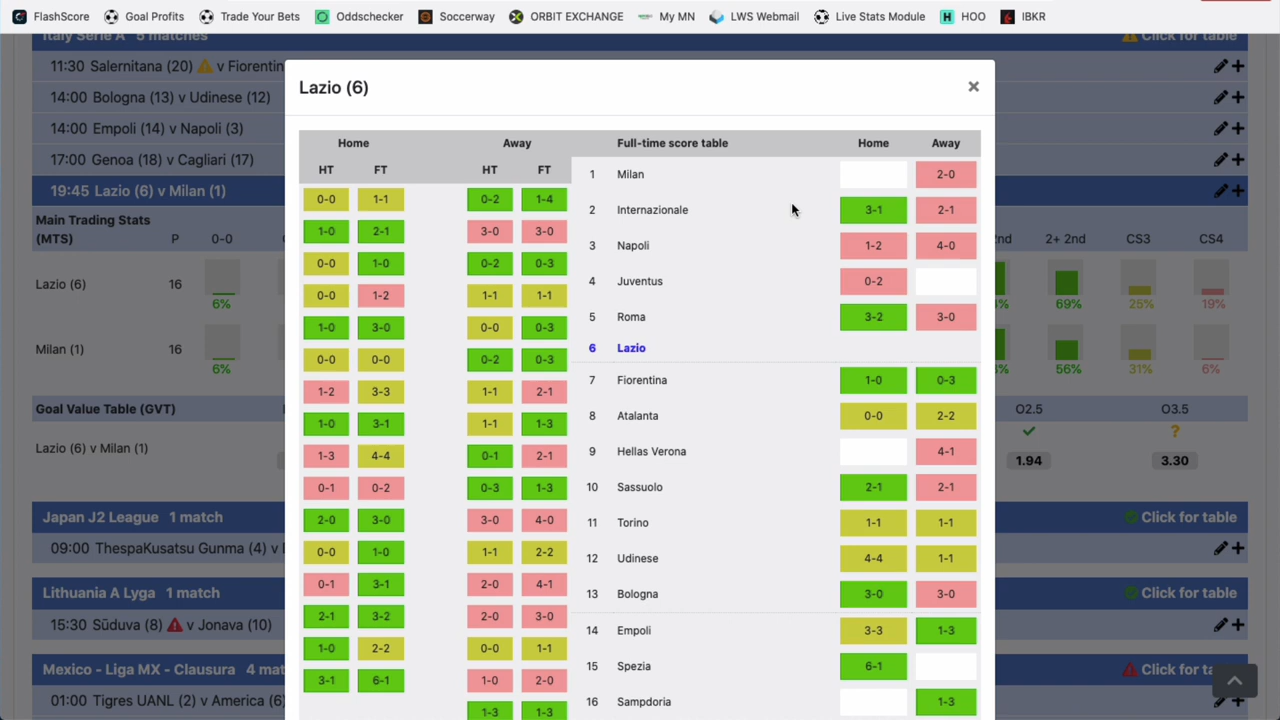 FlashScore Goal Profits Trade Your Bets Oddschecker Soccerway ORBIT EXCHANGE My MN LWS Webmail Live Stats Module HOO IBKR
Italy Serie A 5 matches Click for table
11:30 Salernitana (20) v Fiorentin
14:00 Bologna (13) v Udinese (12)
14:00 Empoli (14) v Napoli (3)
17:00 Genoa (18) v Cagliari (17)
19:45 Lazio (6) v Milan (1)
Main Trading Stats
(MTS) P 0-0 2nd 2+ 2nd CS3 CS4
Lazio (6) 16 6% 69% 25% 19%
Milan (1) 16 6% 56% 31% 6%
Goal Value Table (GVT) O2.5 O3.5
Lazio (6) v Milan (1) ? 1.94 3.30
Japan J2 League 1 match Click for table
09:00 ThespaKusatsu Gunma (4) v
Lithuania A Lyga 1 match Click for table
15:30 Sūduva (8) v Jonava (10)
Mexico - Liga MX - Clausura 4 mat Click for ta
01:00 Tigres UANL (2) v America (6)
Lazio (6) ×
Home Away
HT FT HT FT
0-0 1-1 0-2 1-4
1-0 2-1 3-0 3-0
0-0 1-0 0-2 0-3
0-0 1-2 1-1 1-1
1-0 3-0 0-0 0-3
0-0 0-0 0-2 0-3
1-2 3-3 1-1 2-1
1-0 3-1 1-1 1-3
1-3 4-4 0-1 2-1
0-1 0-2 0-3 1-3
2-0 3-0 3-0 4-0
0-0 1-0 1-1 2-2
0-1 3-1 2-0 4-1
2-1 3-2 2-0 3-0
1-0 2-2 0-0 1-1
3-1 6-1 1-0 2-0
1-3 1-3
Full-time score table Home Away
1 Milan 2-0
2 Internazionale 3-1 2-1
3 Napoli 1-2 4-0
4 Juventus 0-2
5 Roma 3-2 3-0
6 Lazio
7 Fiorentina 1-0 0-3
8 Atalanta 0-0 2-2
9 Hellas Verona 4-1
10 Sassuolo 2-1 2-1
11 Torino 1-1 1-1
12 Udinese 4-4 1-1
13 Bologna 3-0 3-0
14 Empoli 3-3 1-3
15 Spezia 6-1
16 Sampdoria 1-3